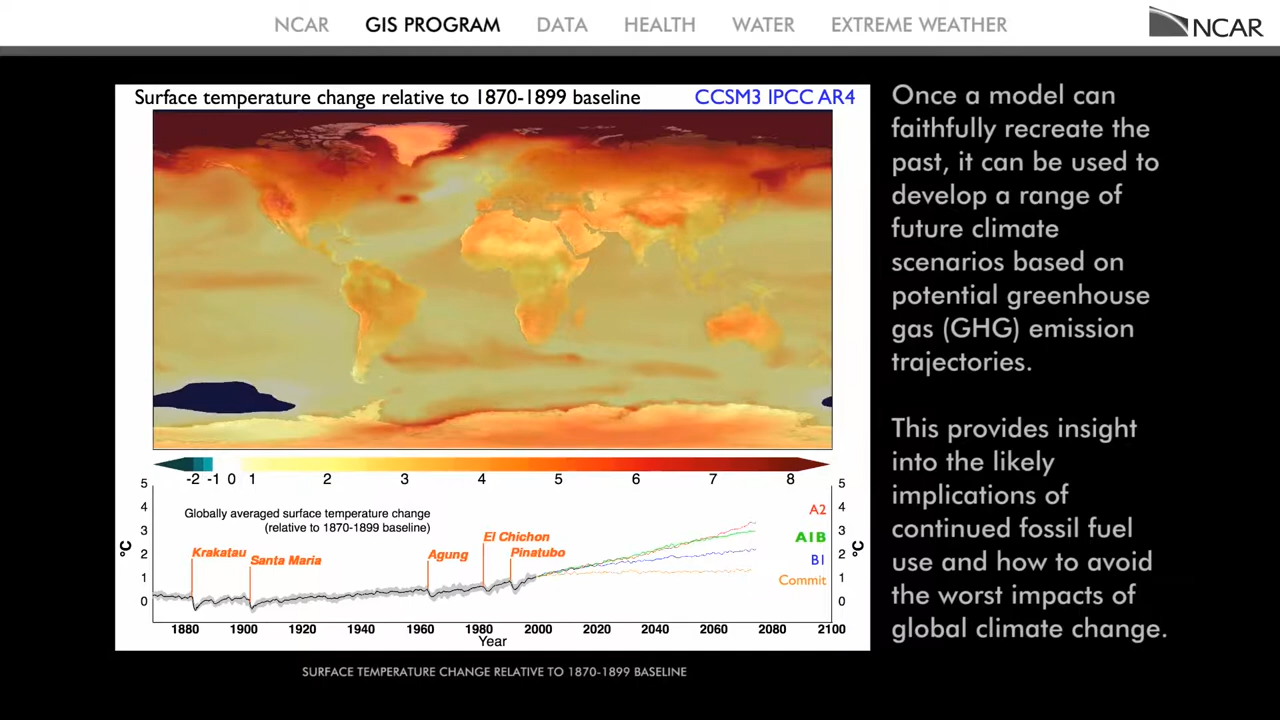 NCAR GIS PROGRAM DATA HEALTH WATER EXTREME WEATHER
NCAR
Surface temperature change relative to 1870-1899 baseline CCSM3 IPCC AR4
-2 -1 0 1 2 3 4 5 6 7 8
5 5
4 4
3 3
2 2
1 1
0 0
°C °C
Globally averaged surface temperature change
(relative to 1870-1899 baseline)
Krakatau
Santa Maria
Agung
El Chichon
Pinatubo
A2
A1B
B1
Commit
1880 1900 1920 1940 1960 1980 2000 2020 2040 2060 2080 2100
Year
SURFACE TEMPERATURE CHANGE RELATIVE TO 1870-1899 BASELINE
Once a model can
faithfully recreate the
past, it can be used to
develop a range of
future climate
scenarios based on
potential greenhouse
gas (GHG) emission
trajectories.
This provides insight
into the likely
implications of
continued fossil fuel
use and how to avoid
the worst impacts of
global climate change.